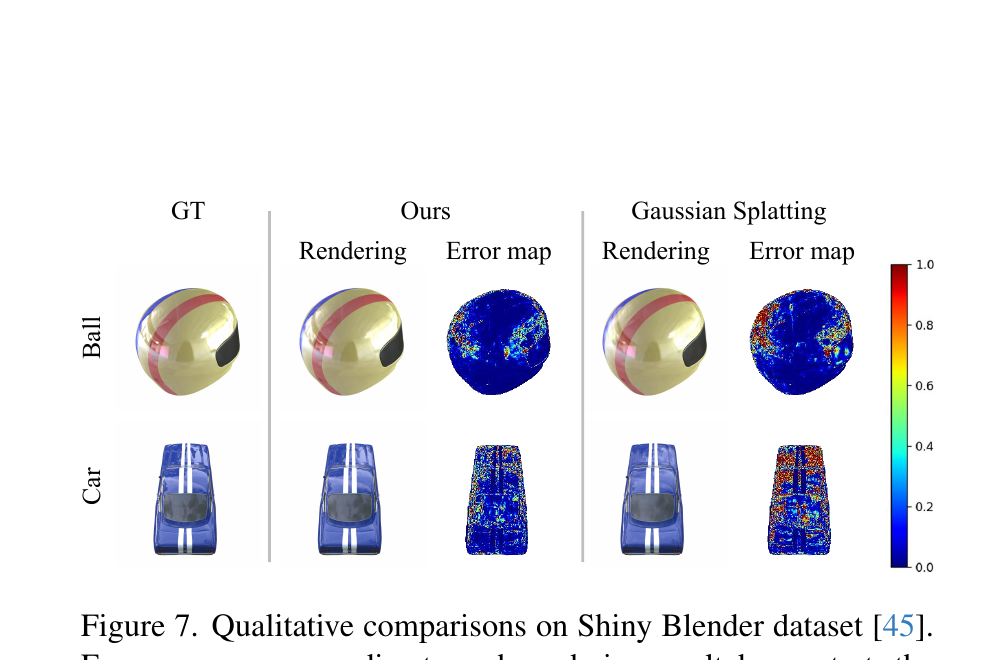 GT Ours Gaussian Splatting
Rendering Error map Rendering Error map
Ball
Car
1.0
0.8
0.6
0.4
0.2
0.0
Figure 7. Qualitative comparisons on Shiny Blender dataset [45].